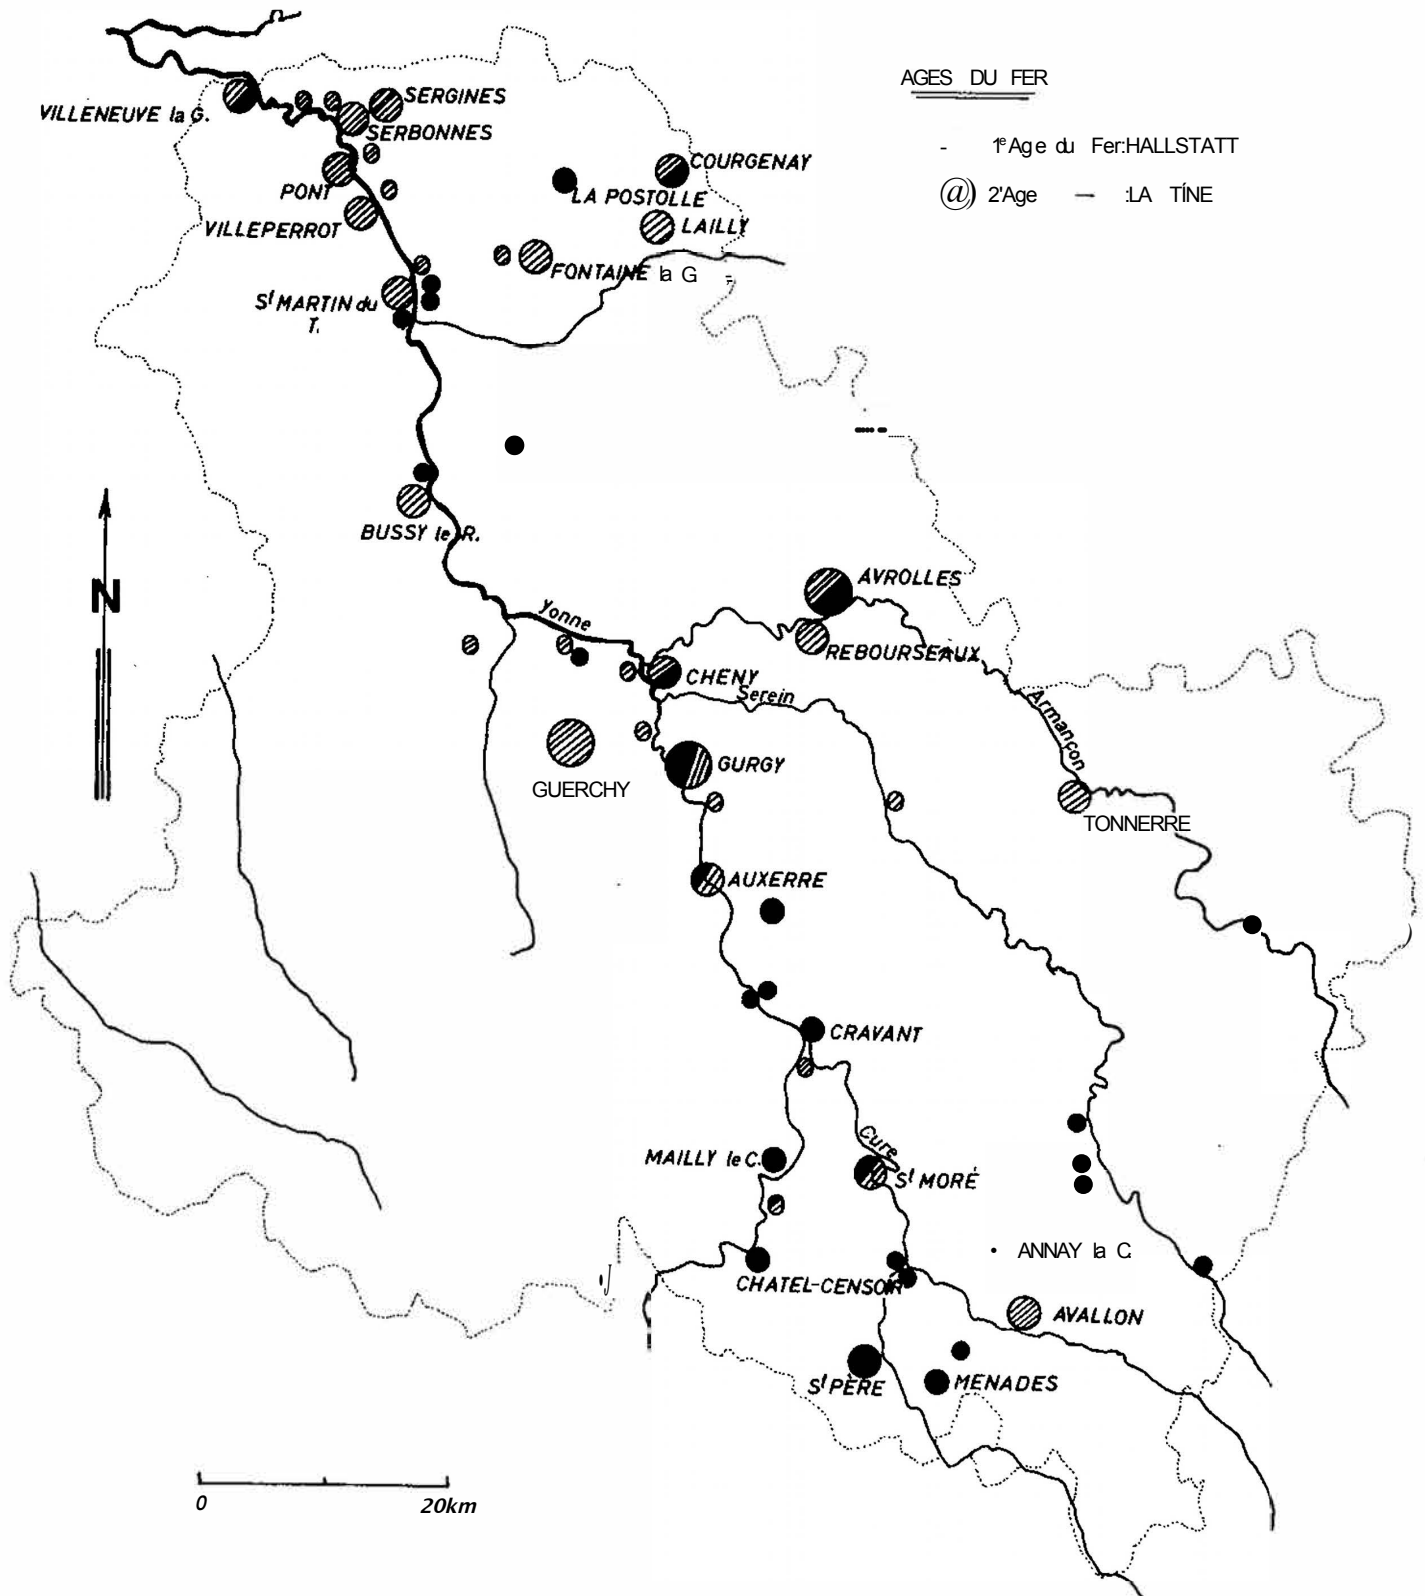 AGES DU FER
- 1ᵉAge du Fer:HALLSTATT
@) 2'Age — :LA TÍNE
VILLENEUVE la G.
SERGINES
SERBONNES
PONT
VILLEPERROT
COURGENAY
LA POSTOLLE
LAILLY
FONTAINE la G
Sᵗ MARTIN du
T.
BUSSY le R.
N
Yonne
AVROLLES
REBOURSEAUX
CHENY
Serein
Armançon
GUERCHY
GURGY
TONNERRE
AUXERRE
CRAVANT
Cure
MAILLY le C.
Sᵗ MORÉ
ANNAY la C.
CHATEL-CENSOIR
AVALLON
Sᵗ PÈRE
MENADES
0
20km